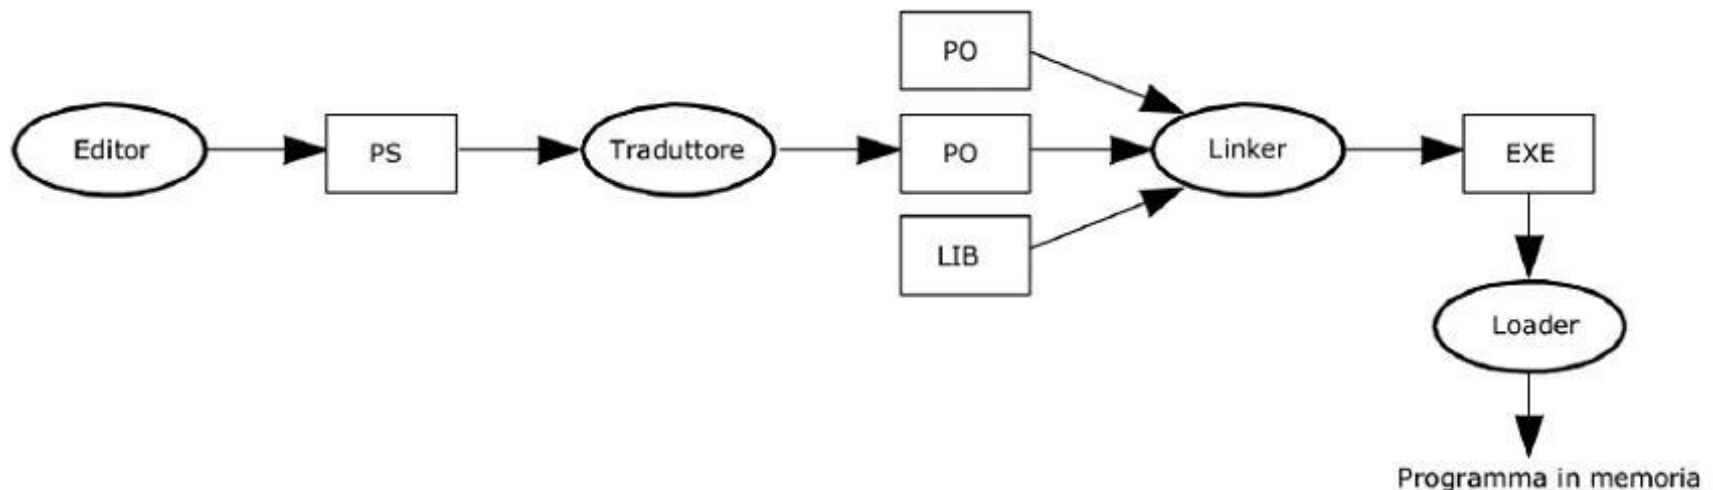 PO
Editor
PS
Traduttore
PO
Linker
EXE
LIB
Loader
Programma in memoria